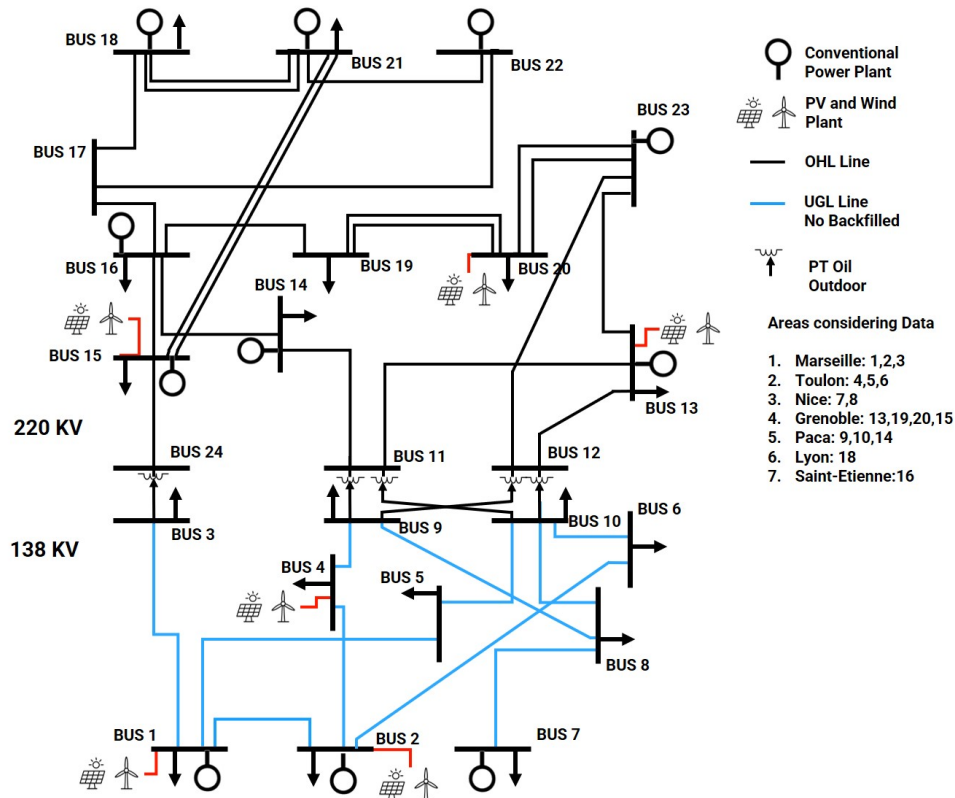 BUS 18
BUS 21
BUS 22
Conventional
Power Plant
PV and Wind
Plant
BUS 23
BUS 17
OHL Line
UGL Line
No Backfilled
BUS 16
BUS 19
BUS 20
BUS 14
PT Oil
Outdoor
BUS 15
BUS 13
Areas considering Data
1. Marseille: 1,2,3
2. Toulon: 4,5,6
3. Nice: 7,8
4. Grenoble: 13,19,20,15
5. Paca: 9,10,14
6. Lyon: 18
7. Saint-Etienne:16
220 KV
BUS 24
BUS 11
BUS 12
BUS 3
BUS 9
BUS 10
BUS 6
138 KV
BUS 4
BUS 5
BUS 8
BUS 1
BUS 2
BUS 7